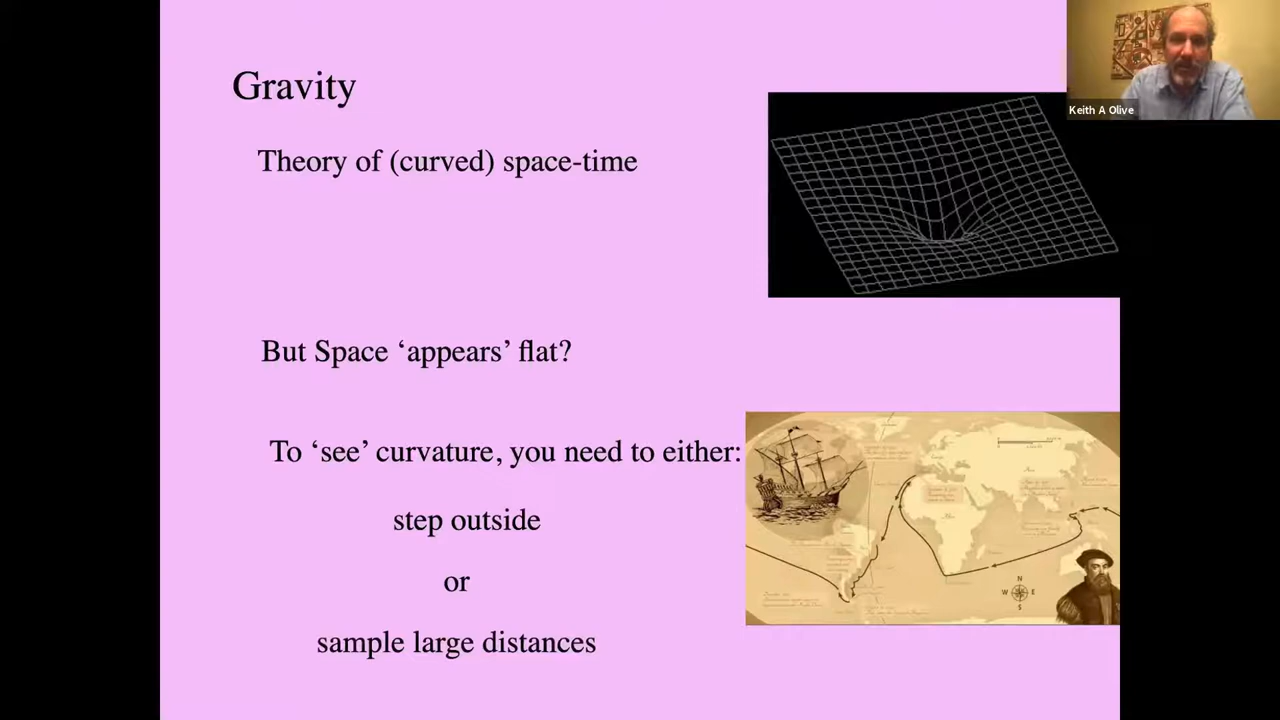 Gravity
Keith A Olive
Theory of (curved) space-time
But Space ‘appears’ flat?
To ‘see’ curvature, you need to either:
step outside
or
sample large distances
N
W
E
S